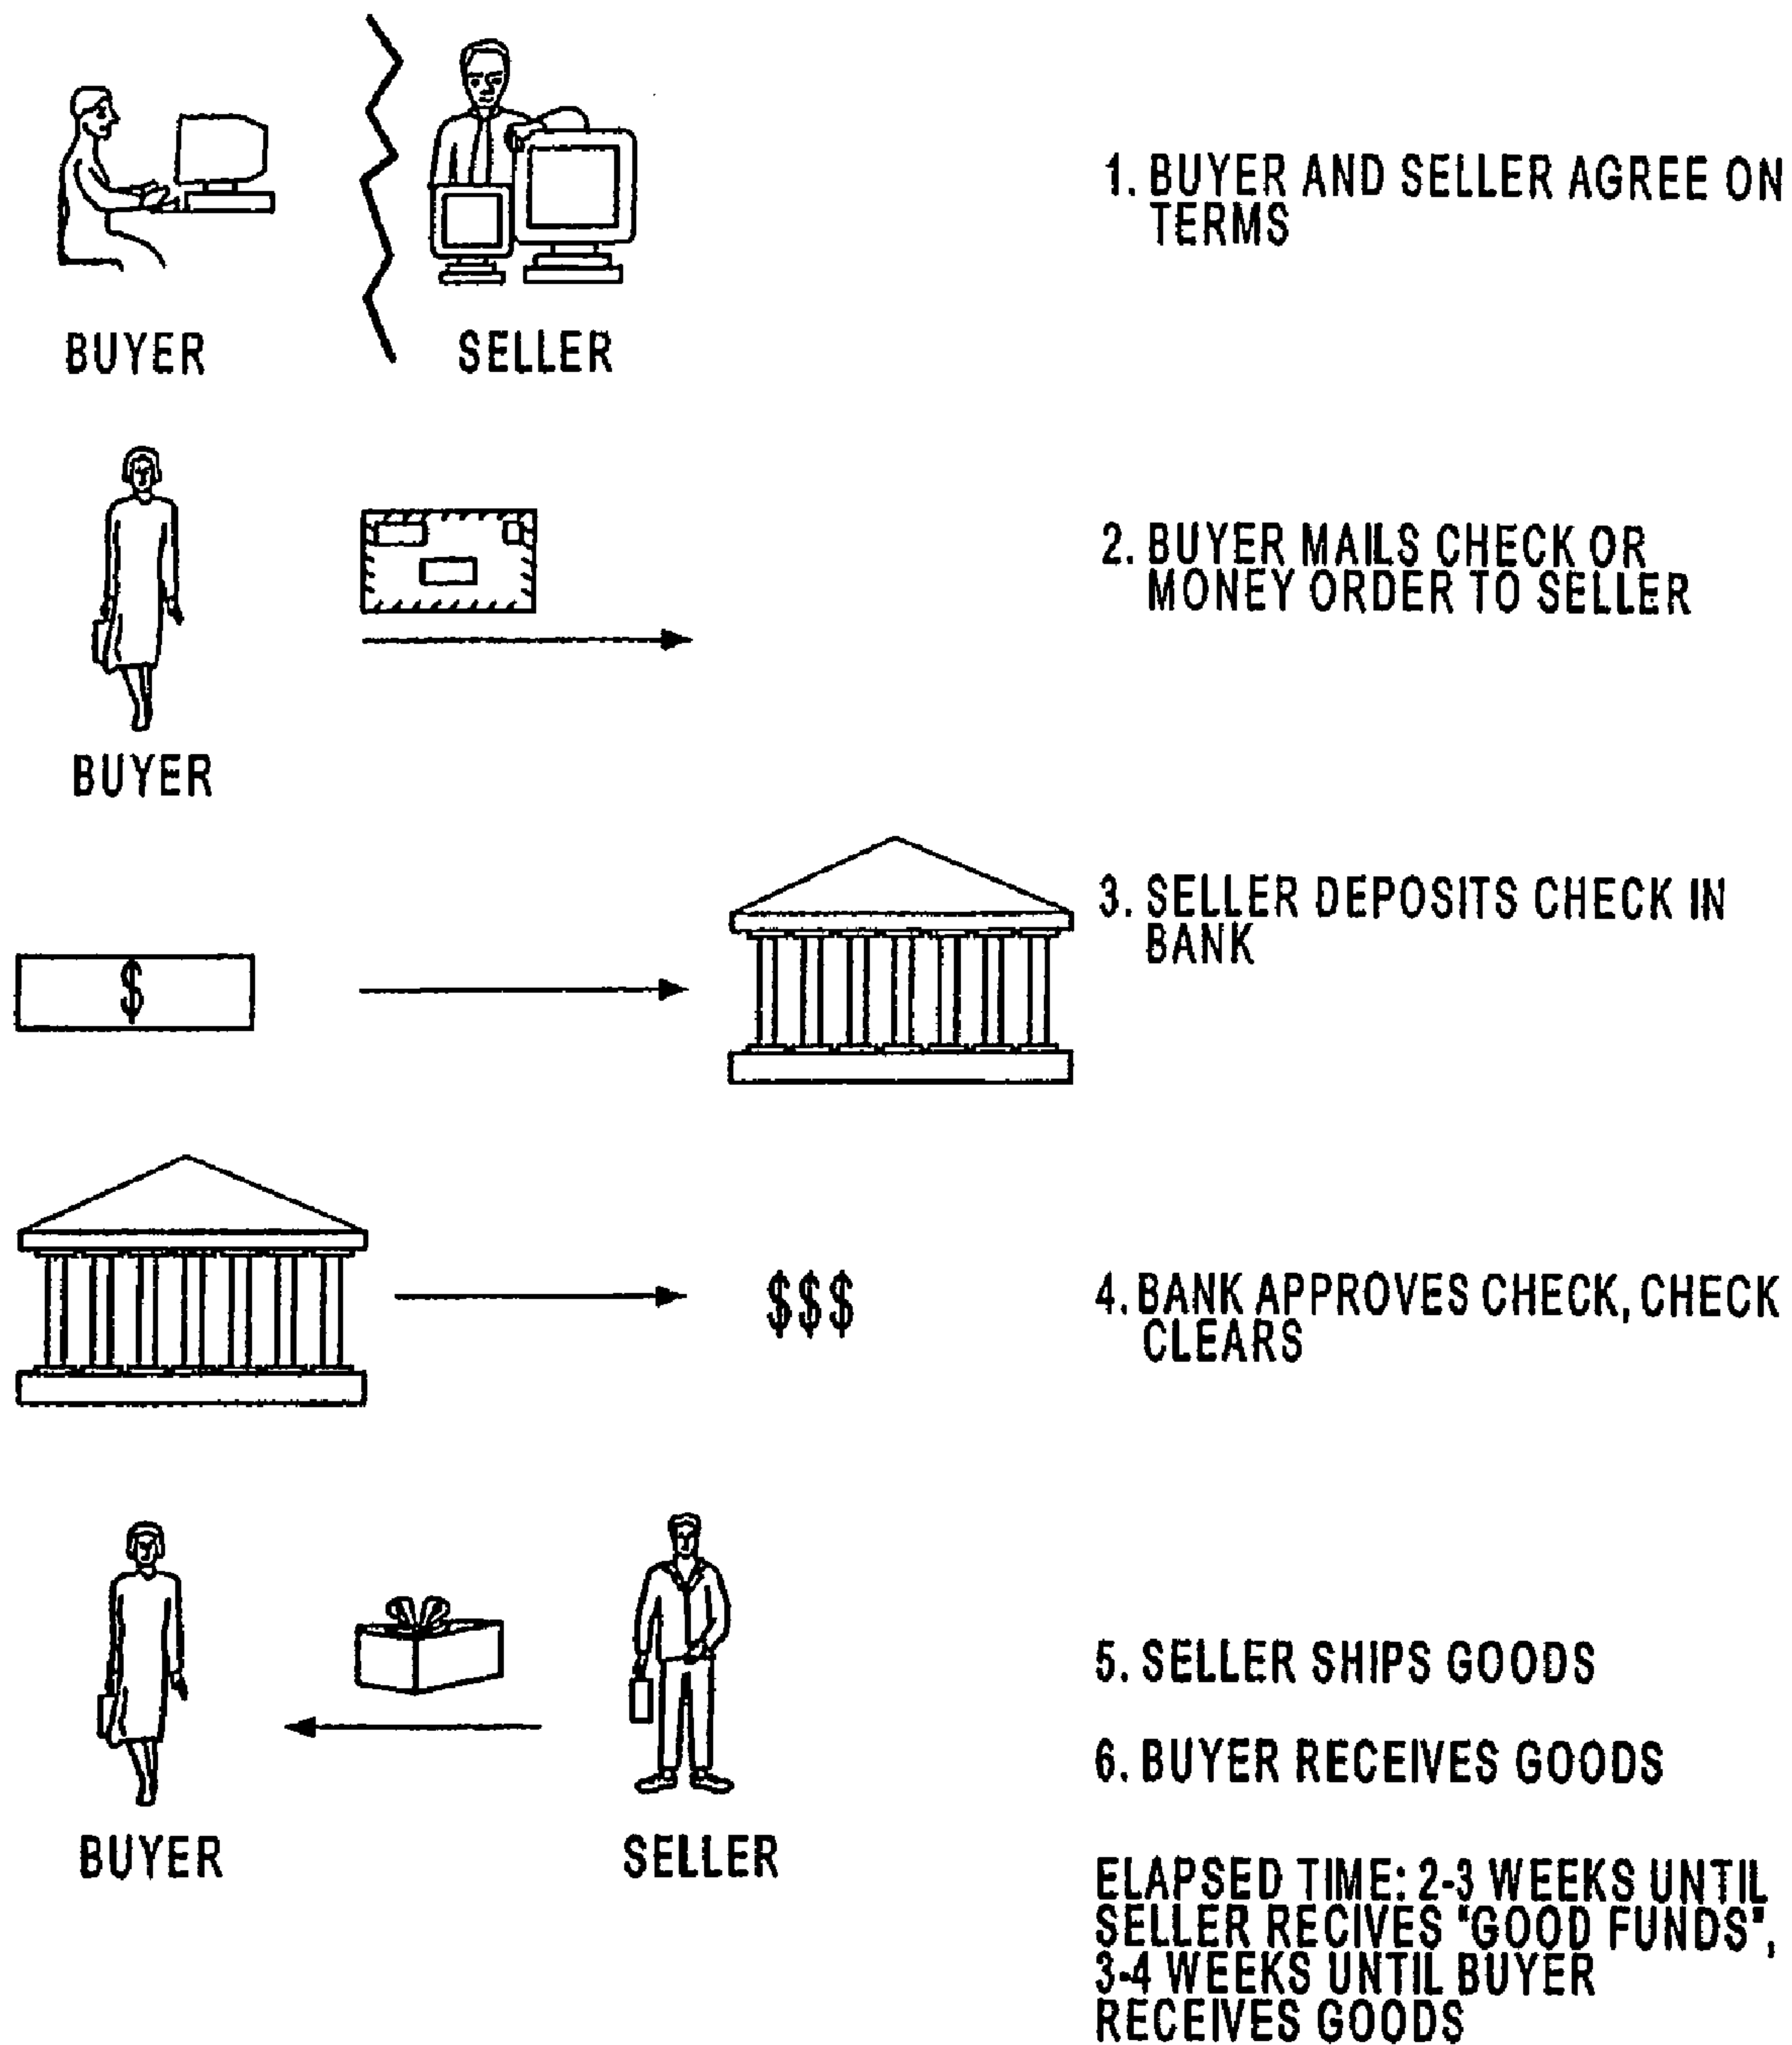 1. BUYER AND SELLER AGREE ON
TERMS
BUYER
SELLER
2. BUYER MAILS CHECK OR
MONEY ORDER TO SELLER
BUYER
3. SELLER DEPOSITS CHECK IN
BANK
$
4. BANK APPROVES CHECK, CHECK
CLEARS
$$$
5. SELLER SHIPS GOODS
6. BUYER RECEIVES GOODS
BUYER
SELLER
ELAPSED TIME: 2-3 WEEKS UNTIL
SELLER RECIVES "GOOD FUNDS",
3-4 WEEKS UNTIL BUYER
RECEIVES GOODS